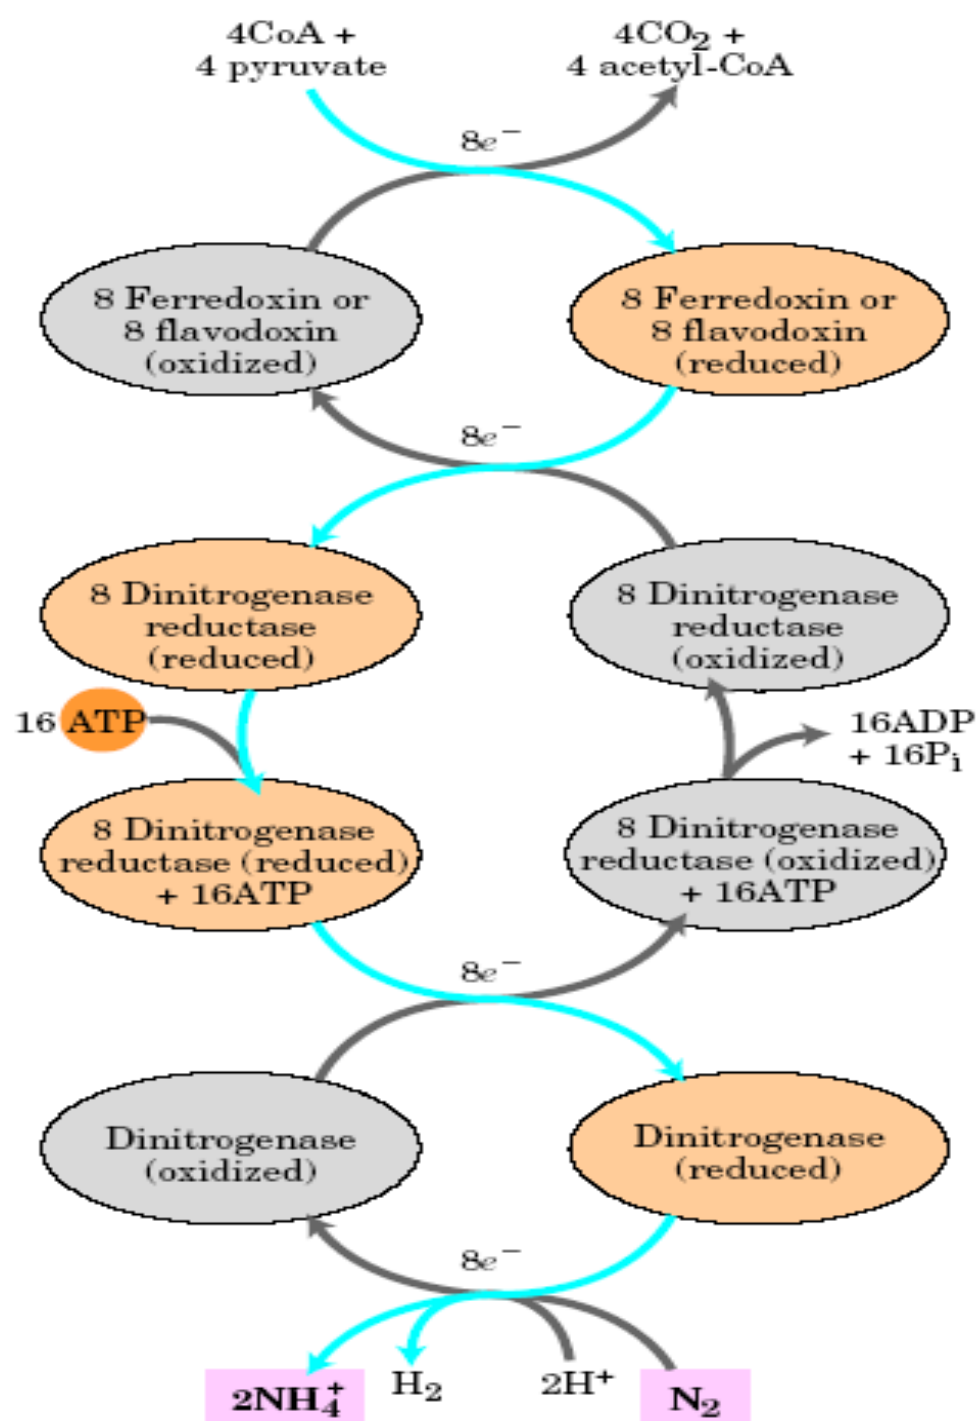 4CoA +
4 pyruvate
4CO₂ +
4 acetyl-CoA
8e⁻
8 Ferredoxin or
8 flavodoxin
(oxidized)
8 Ferredoxin or
8 flavodoxin
(reduced)
8e⁻
8 Dinitrogenase
reductase
(reduced)
8 Dinitrogenase
reductase
(oxidized)
16 ATP
16ADP
+ 16Pᵢ
8 Dinitrogenase
reductase (reduced)
+ 16ATP
8 Dinitrogenase
reductase (oxidized)
+ 16ATP
8e⁻
Dinitrogenase
(oxidized)
Dinitrogenase
(reduced)
8e⁻
2NH₄⁺
H₂
2H⁺
N₂